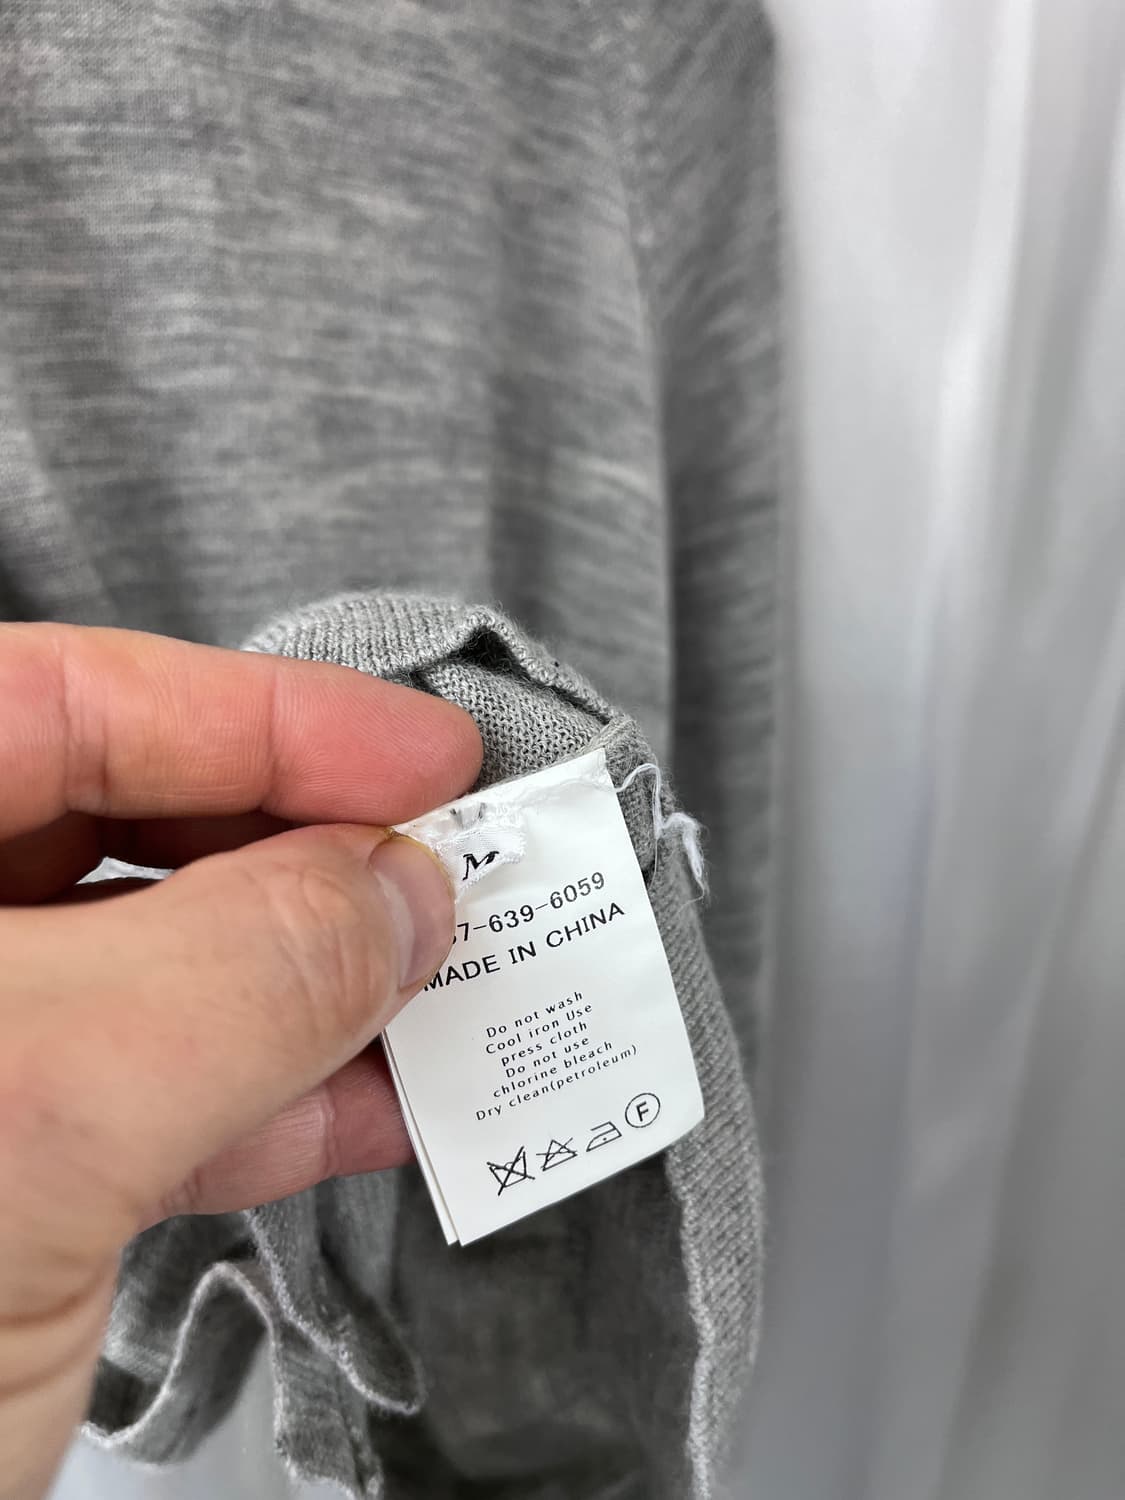 M
57-639-6059
MADE IN CHINA
Do not wash
Cool iron Use
press cloth
Do not use
chlorine bleach
Dry clean(petroleum)
F